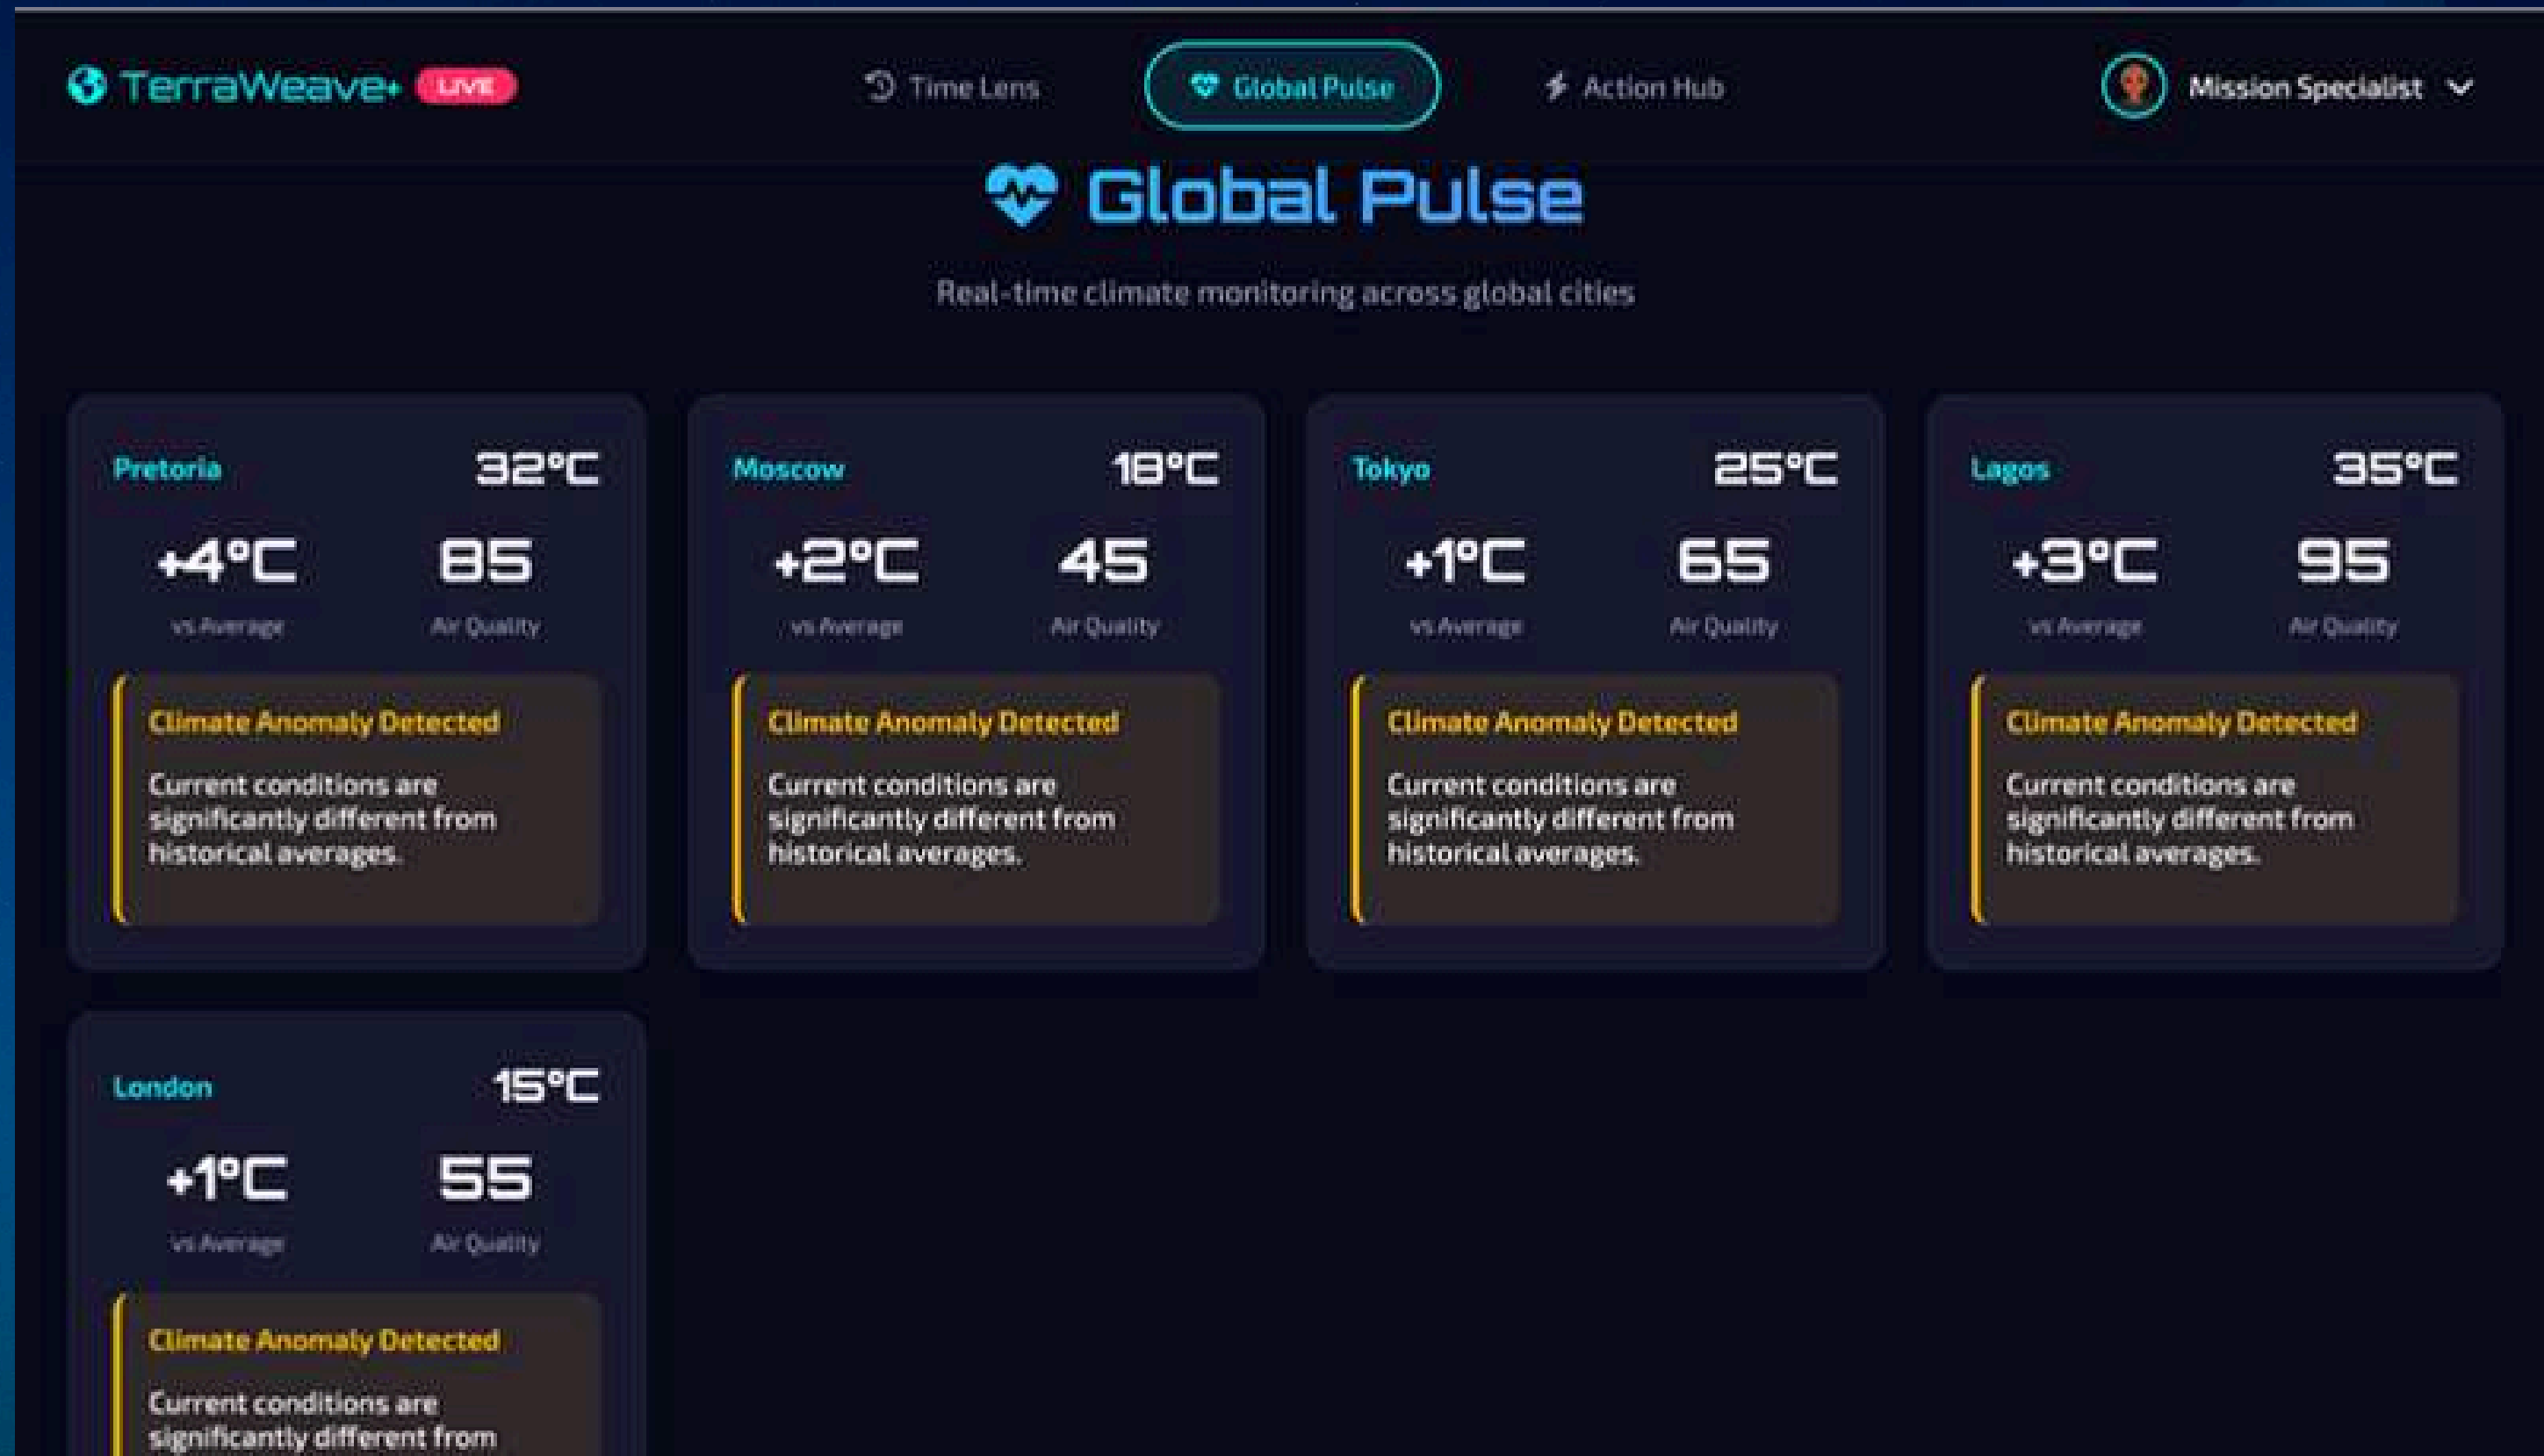 TerraWeave+ LIVE
Time Lens
Global Pulse
Action Hub
Mission Specialist
Global Pulse
Real-time climate monitoring across global cities
Pretoria 32°C
+4°C 85
vs Average Air Quality
Climate Anomaly Detected
Current conditions are
significantly different from
historical averages.
Moscow 18°C
+2°C 45
vs Average Air Quality
Climate Anomaly Detected
Current conditions are
significantly different from
historical averages.
Tokyo 25°C
+1°C 65
vs Average Air Quality
Climate Anomaly Detected
Current conditions are
significantly different from
historical averages.
Lagos 35°C
+3°C 95
vs Average Air Quality
Climate Anomaly Detected
Current conditions are
significantly different from
historical averages.
London 15°C
+1°C 55
vs Average Air Quality
Climate Anomaly Detected
Current conditions are
significantly different from